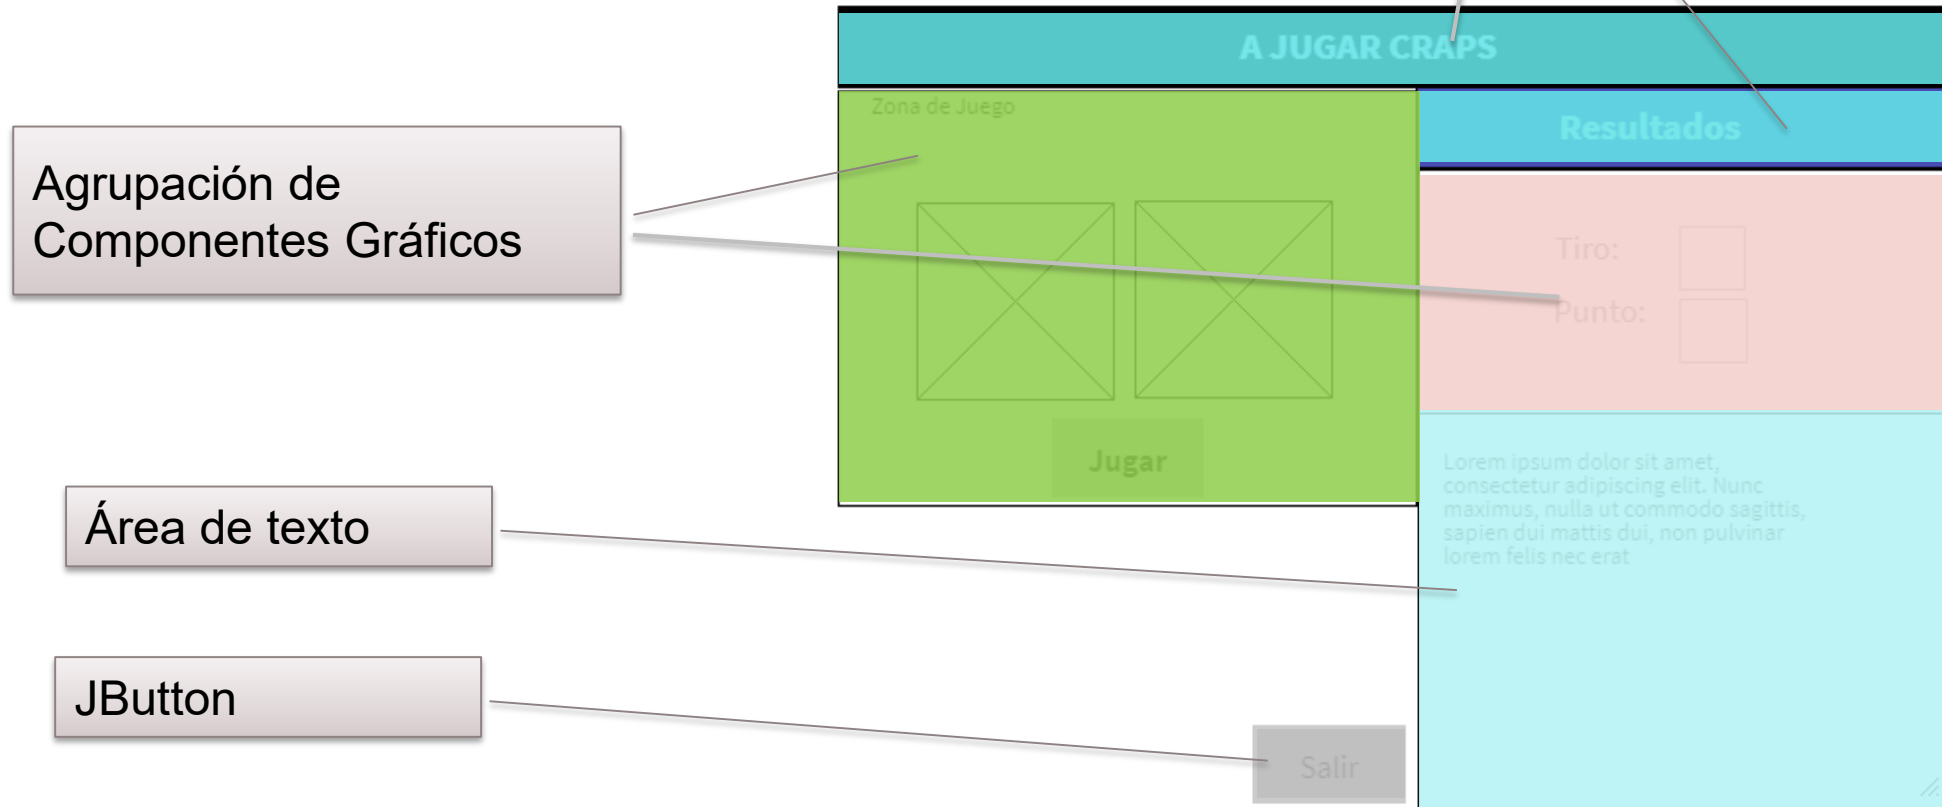 A JUGAR CRAPS
Zona de Juego
Resultados
Agrupación de
Componentes Gráficos
Tiro:
Punto:
Jugar
Lorem ipsum dolor sit amet,
consectetur adipiscing elit. Nunc
maximus, nulla ut commodo sagittis,
sapien dui mattis dui, non pulvinar
lorem felis nec erat
Área de texto
JButton
Salir